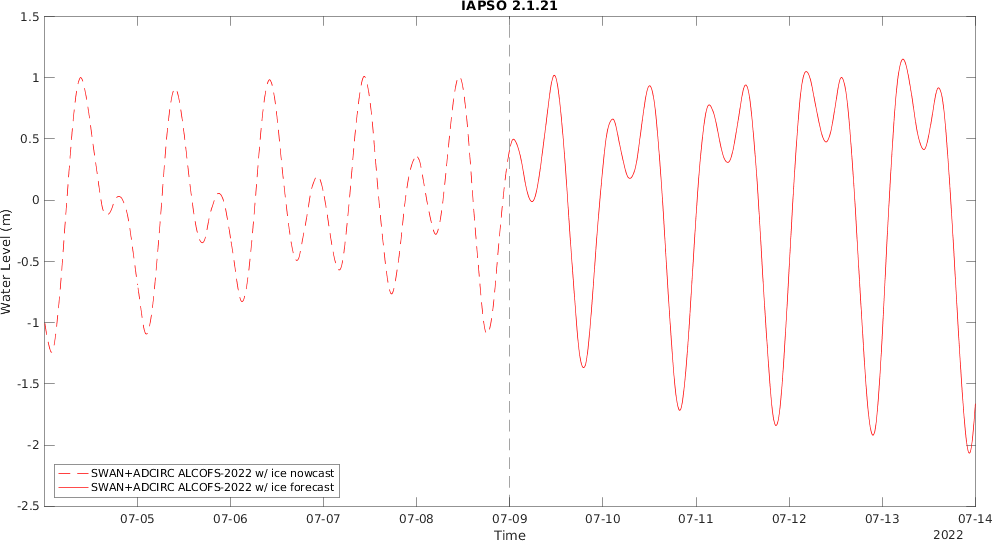 IAPSO 2.1.21
1.5
1
0.5
0
-0.5
-1
-1.5
-2
-2.5
Water Level (m)
SWAN+ADCIRC ALCOFS-2022 w/ ice nowcast
SWAN+ADCIRC ALCOFS-2022 w/ ice forecast
07-05 07-06 07-07 07-08 07-09 07-10 07-11 07-12 07-13 07-14
Time
2022